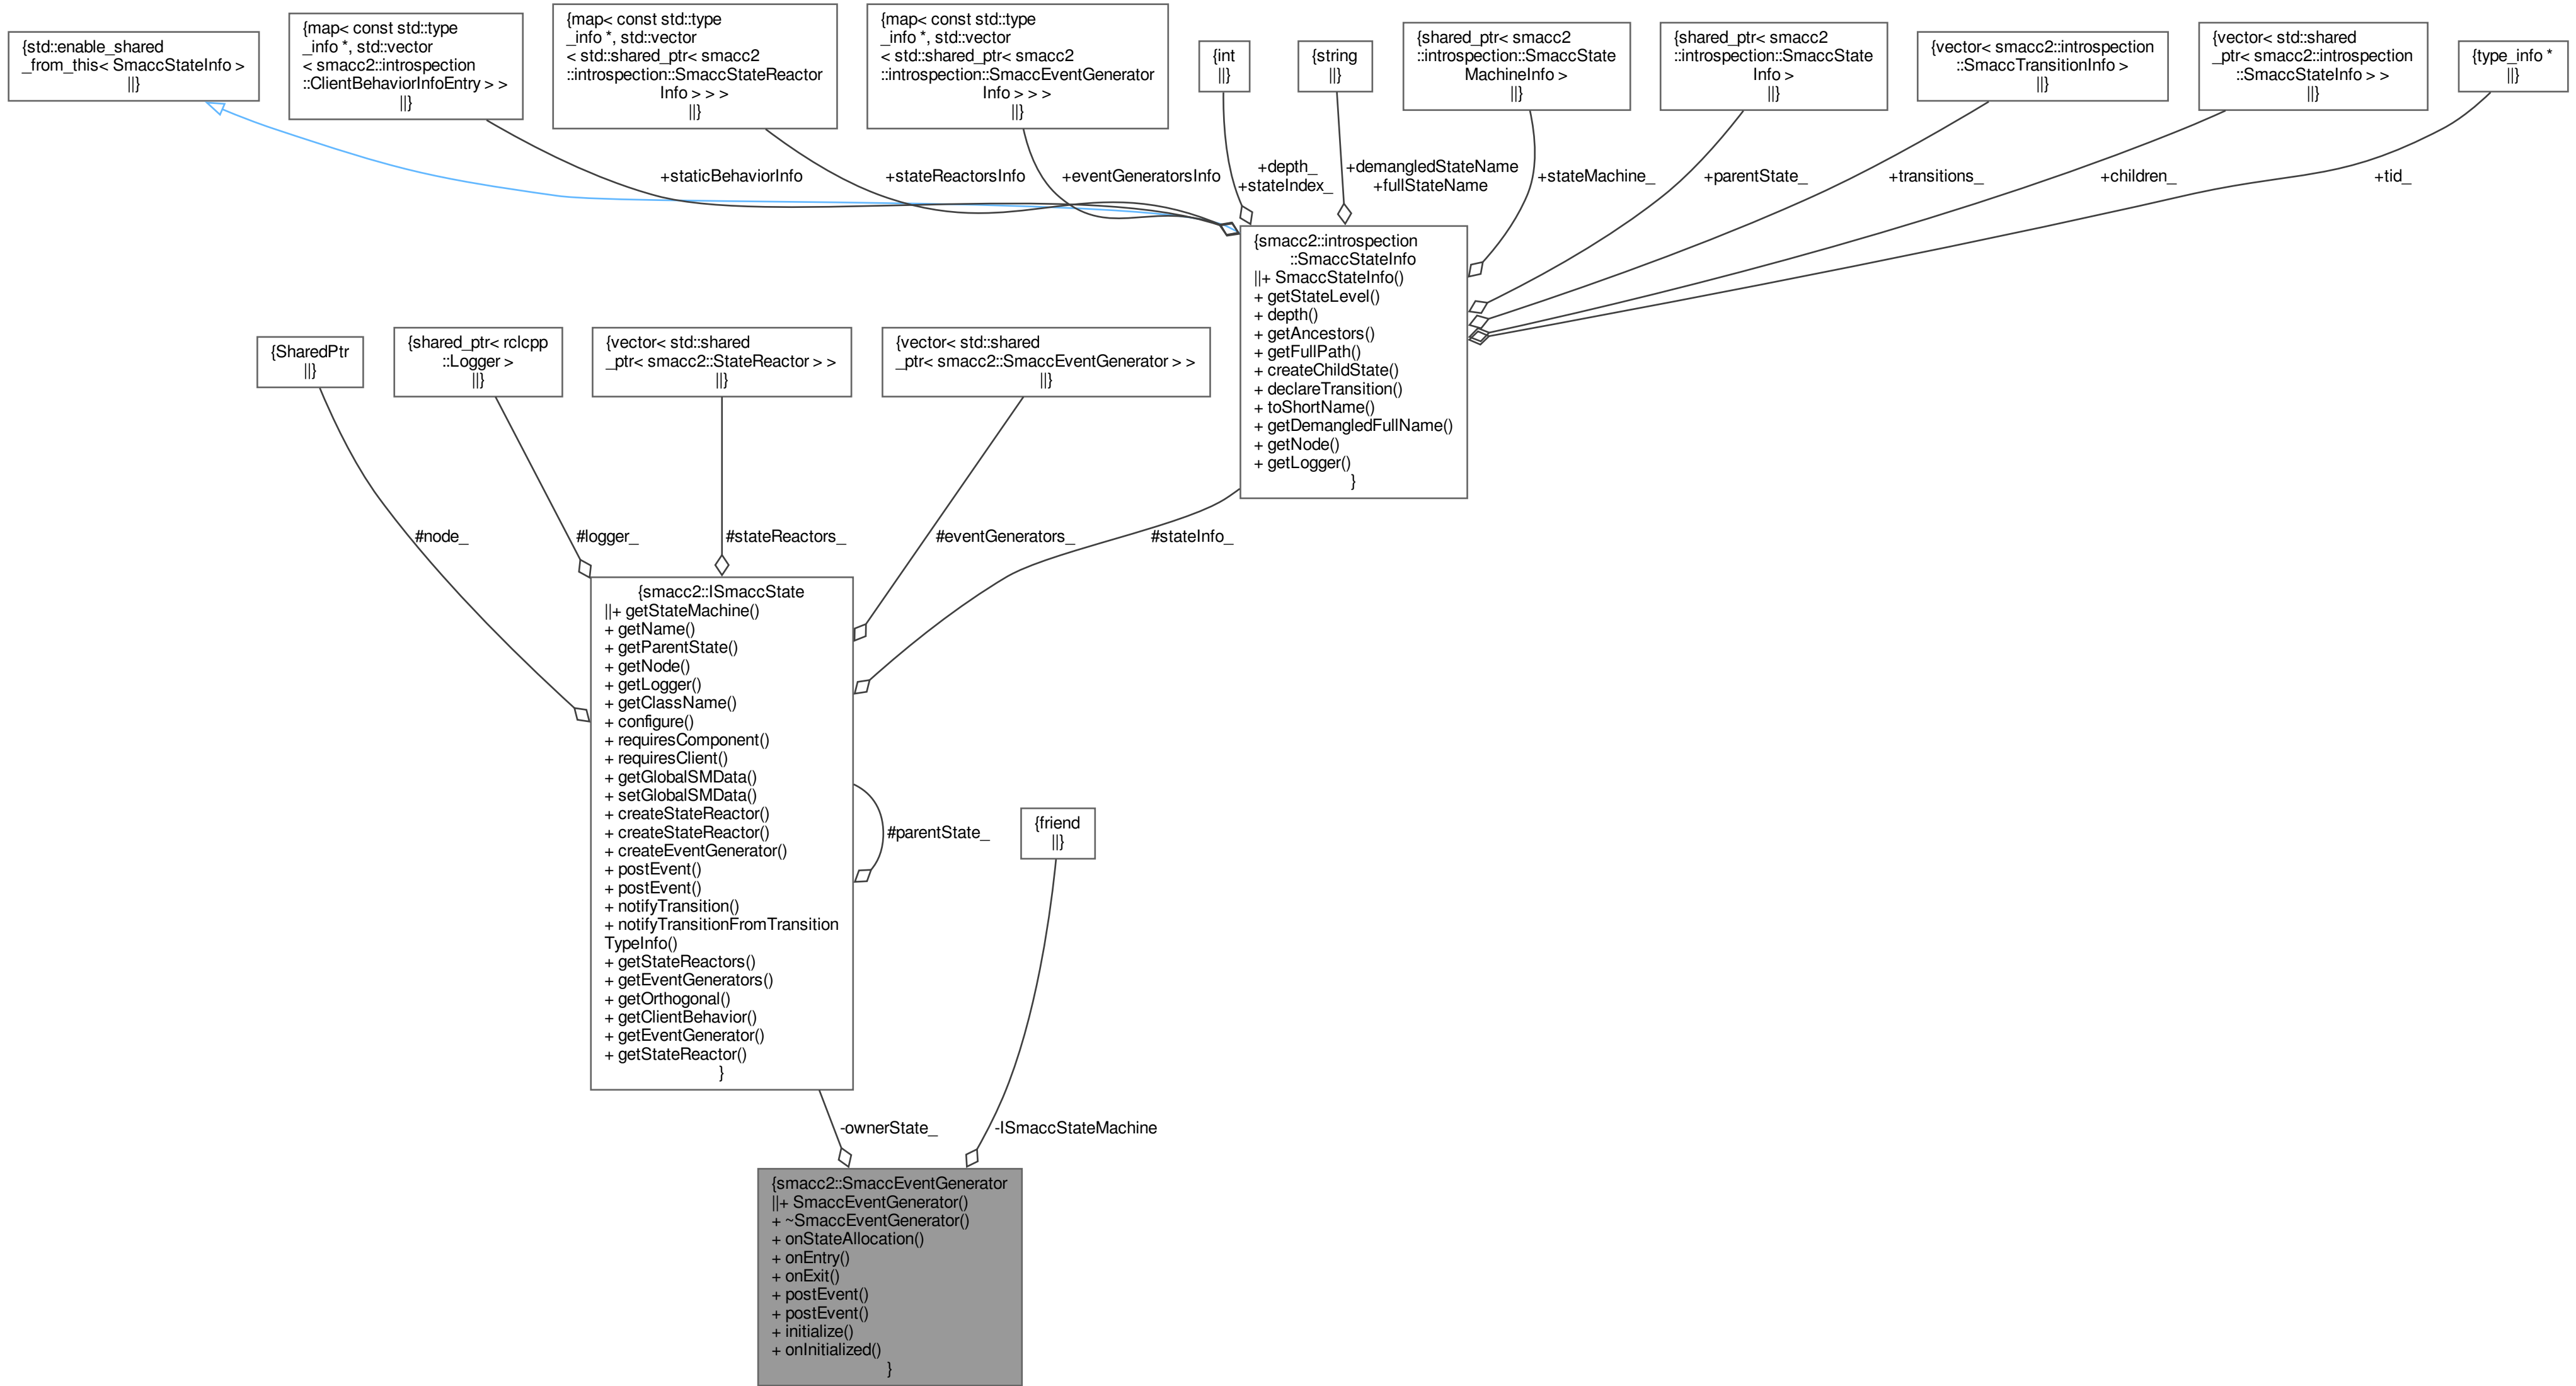 {std::enable_shared
_from_this< SmaccStateInfo >
||}
{map< const std::type
_info *, std::vector
< smacc2::introspection
::ClientBehaviorInfoEntry > >
||}
{map< const std::type
_info *, std::vector
< std::shared_ptr< smacc2
::introspection::SmaccStateReactor
Info > > >
||}
{map< const std::type
_info *, std::vector
< std::shared_ptr< smacc2
::introspection::SmaccEventGenerator
Info > > >
||}
{int
||}
{string
||}
{shared_ptr< smacc2
::introspection::SmaccState
MachineInfo >
||}
{shared_ptr< smacc2
::introspection::SmaccState
Info >
||}
{vector< smacc2::introspection
::SmaccTransitionInfo >
||}
{vector< std::shared
_ptr< smacc2::introspection
::SmaccStateInfo > >
||}
{type_info *
||}
+staticBehaviorInfo
+stateReactorsInfo
+eventGeneratorsInfo
+depth_
+stateIndex_
+demangledStateName
+fullStateName
+stateMachine_
+parentState_
+transitions_
+children_
+tid_
{smacc2::introspection
::SmaccStateInfo
||+ SmaccStateInfo()
+ getStateLevel()
+ depth()
+ getAncestors()
+ getFullPath()
+ createChildState()
+ declareTransition()
+ toShortName()
+ getDemangledFullName()
+ getNode()
+ getLogger()
}
{SharedPtr
||}
{shared_ptr< rclcpp
::Logger >
||}
{vector< std::shared
_ptr< smacc2::StateReactor > >
||}
{vector< std::shared
_ptr< smacc2::SmaccEventGenerator > >
||}
#node_
#logger_
#stateReactors_
#eventGenerators_
#stateInfo_
{smacc2::ISmaccState
||+ getStateMachine()
+ getName()
+ getParentState()
+ getNode()
+ getLogger()
+ getClassName()
+ configure()
+ requiresComponent()
+ requiresClient()
+ getGlobalSMData()
+ setGlobalSMData()
+ createStateReactor()
+ createStateReactor()
+ createEventGenerator()
+ postEvent()
+ postEvent()
+ notifyTransition()
+ notifyTransitionFromTransition
TypeInfo()
+ getStateReactors()
+ getEventGenerators()
+ getOrthogonal()
+ getClientBehavior()
+ getEventGenerator()
+ getStateReactor()
}
#parentState_
{friend
||}
-ownerState_
-ISmaccStateMachine
{smacc2::SmaccEventGenerator
||+ SmaccEventGenerator()
+ ~SmaccEventGenerator()
+ onStateAllocation()
+ onEntry()
+ onExit()
+ postEvent()
+ postEvent()
+ initialize()
+ onInitialized()
}